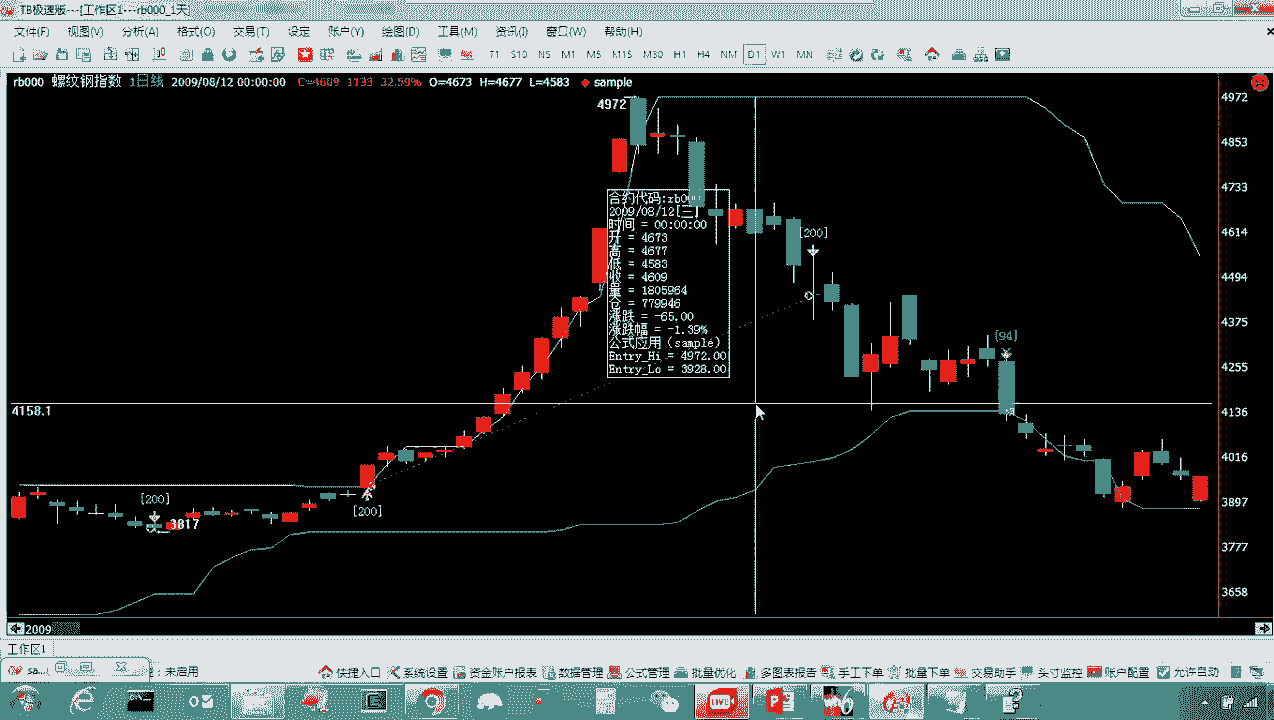 TB极速版---[工作区1---rb000_1天]
文件(F) 视图(V) 分析(A) 格式(O) 交易(T) 设定 账户(Y) 绘图(D) 工具(M) 资讯(I) 窗口(W) 帮助(H)
T1 S10 N5 M1 M5 M15 M30 H1 H4 NM D1 W1 MN
rb000 螺纹钢指数 1日线 2009/08/12 00:00:00 C=4609 1133 32.59% O=4673 H=4677 L=4583 sample
4972
4972
4853
4733
4614
4494
4375
4255
4136
4016
3897
3777
3658
合约代码:rb0
2009/08/12[三]
时间 = 00:00:00
开 = 4673
高 = 4677
低 = 4583
收 = 4609
量 = 1805964
仓 = 779946
涨跌 = -65.00
涨跌幅 = -1.39%
公式应用(sample)
Entry_Hi = 4972.00
Entry_Lo = 3928.00
[200]
[94]
4158.1
[200]
3817
[200]
2009
工作区1
sa... : 未启用 快捷入口 系统设置 资金账户报表 数据管理 公式管理 批量优化 多图表报告 手工下单 批量下单 交易助手 头寸监控 账户配置 允许自动
LIVE